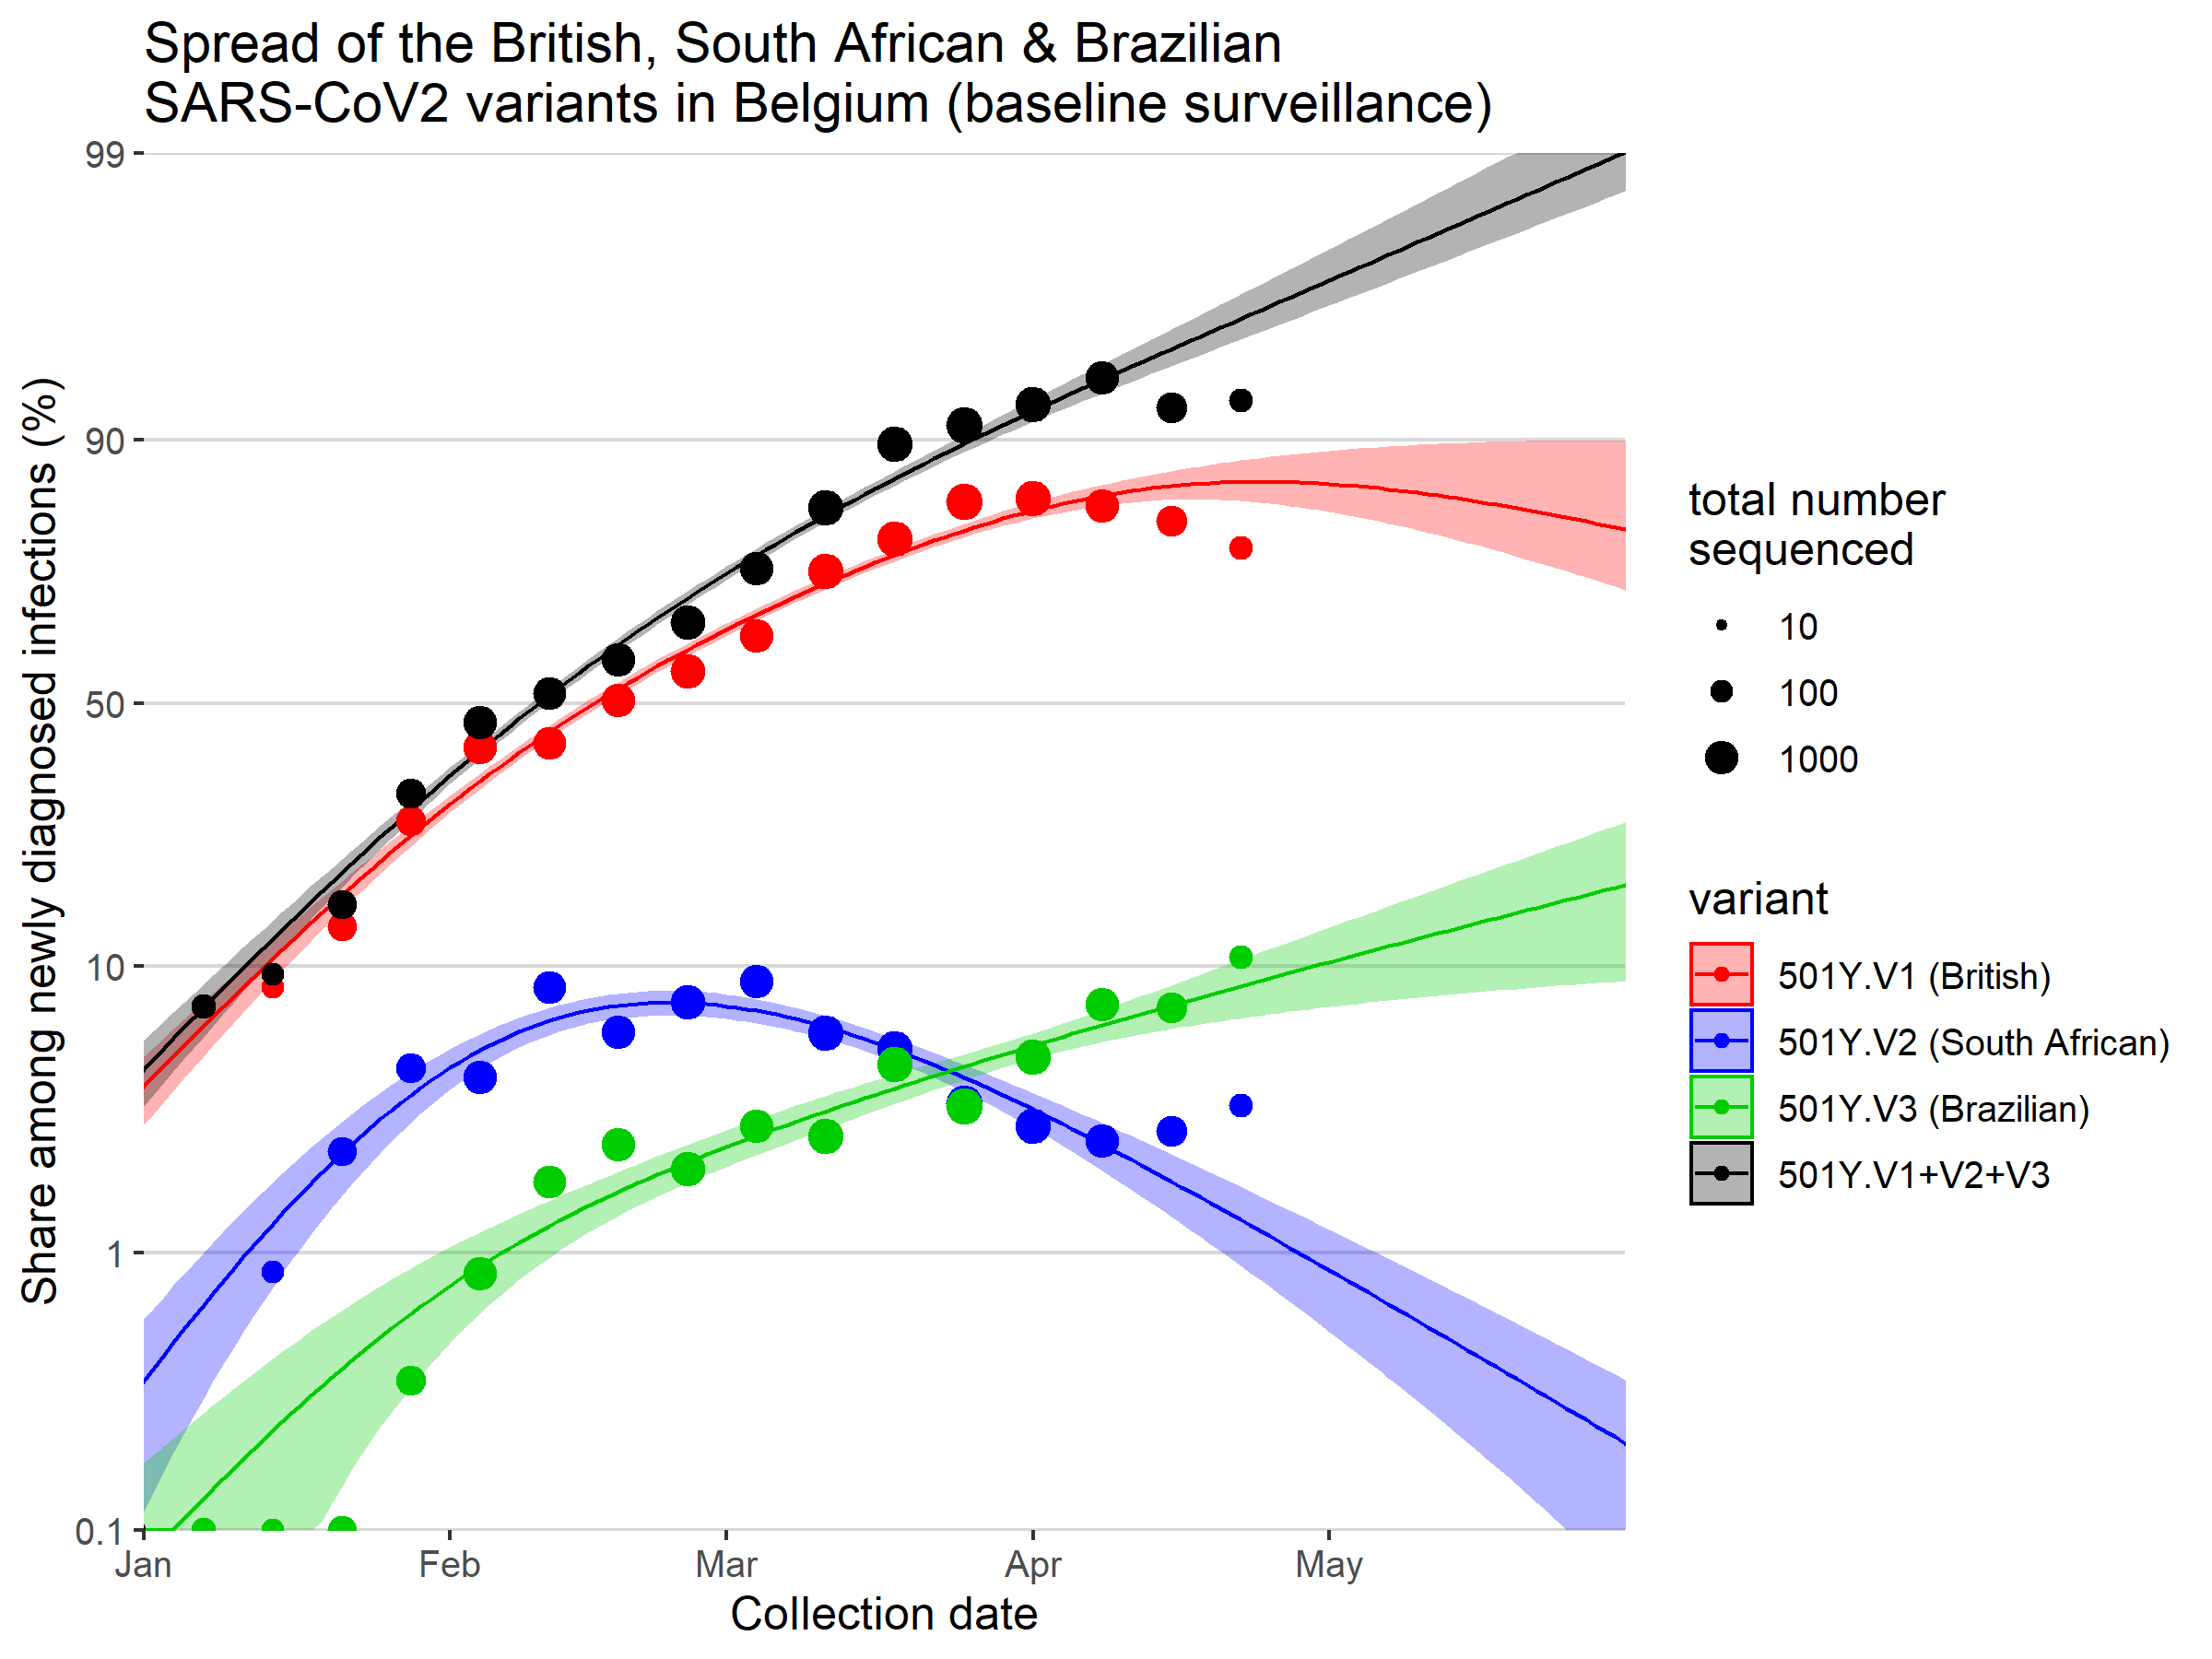 Spread of the British, South African & Brazilian
SARS-CoV2 variants in Belgium (baseline surveillance)
Share among newly diagnosed infections (%)
99
90
50
10
1
0.1
Jan
Feb
Mar
Apr
May
Collection date
total number
sequenced
10
100
1000
variant
501Y.V1 (British)
501Y.V2 (South African)
501Y.V3 (Brazilian)
501Y.V1+V2+V3